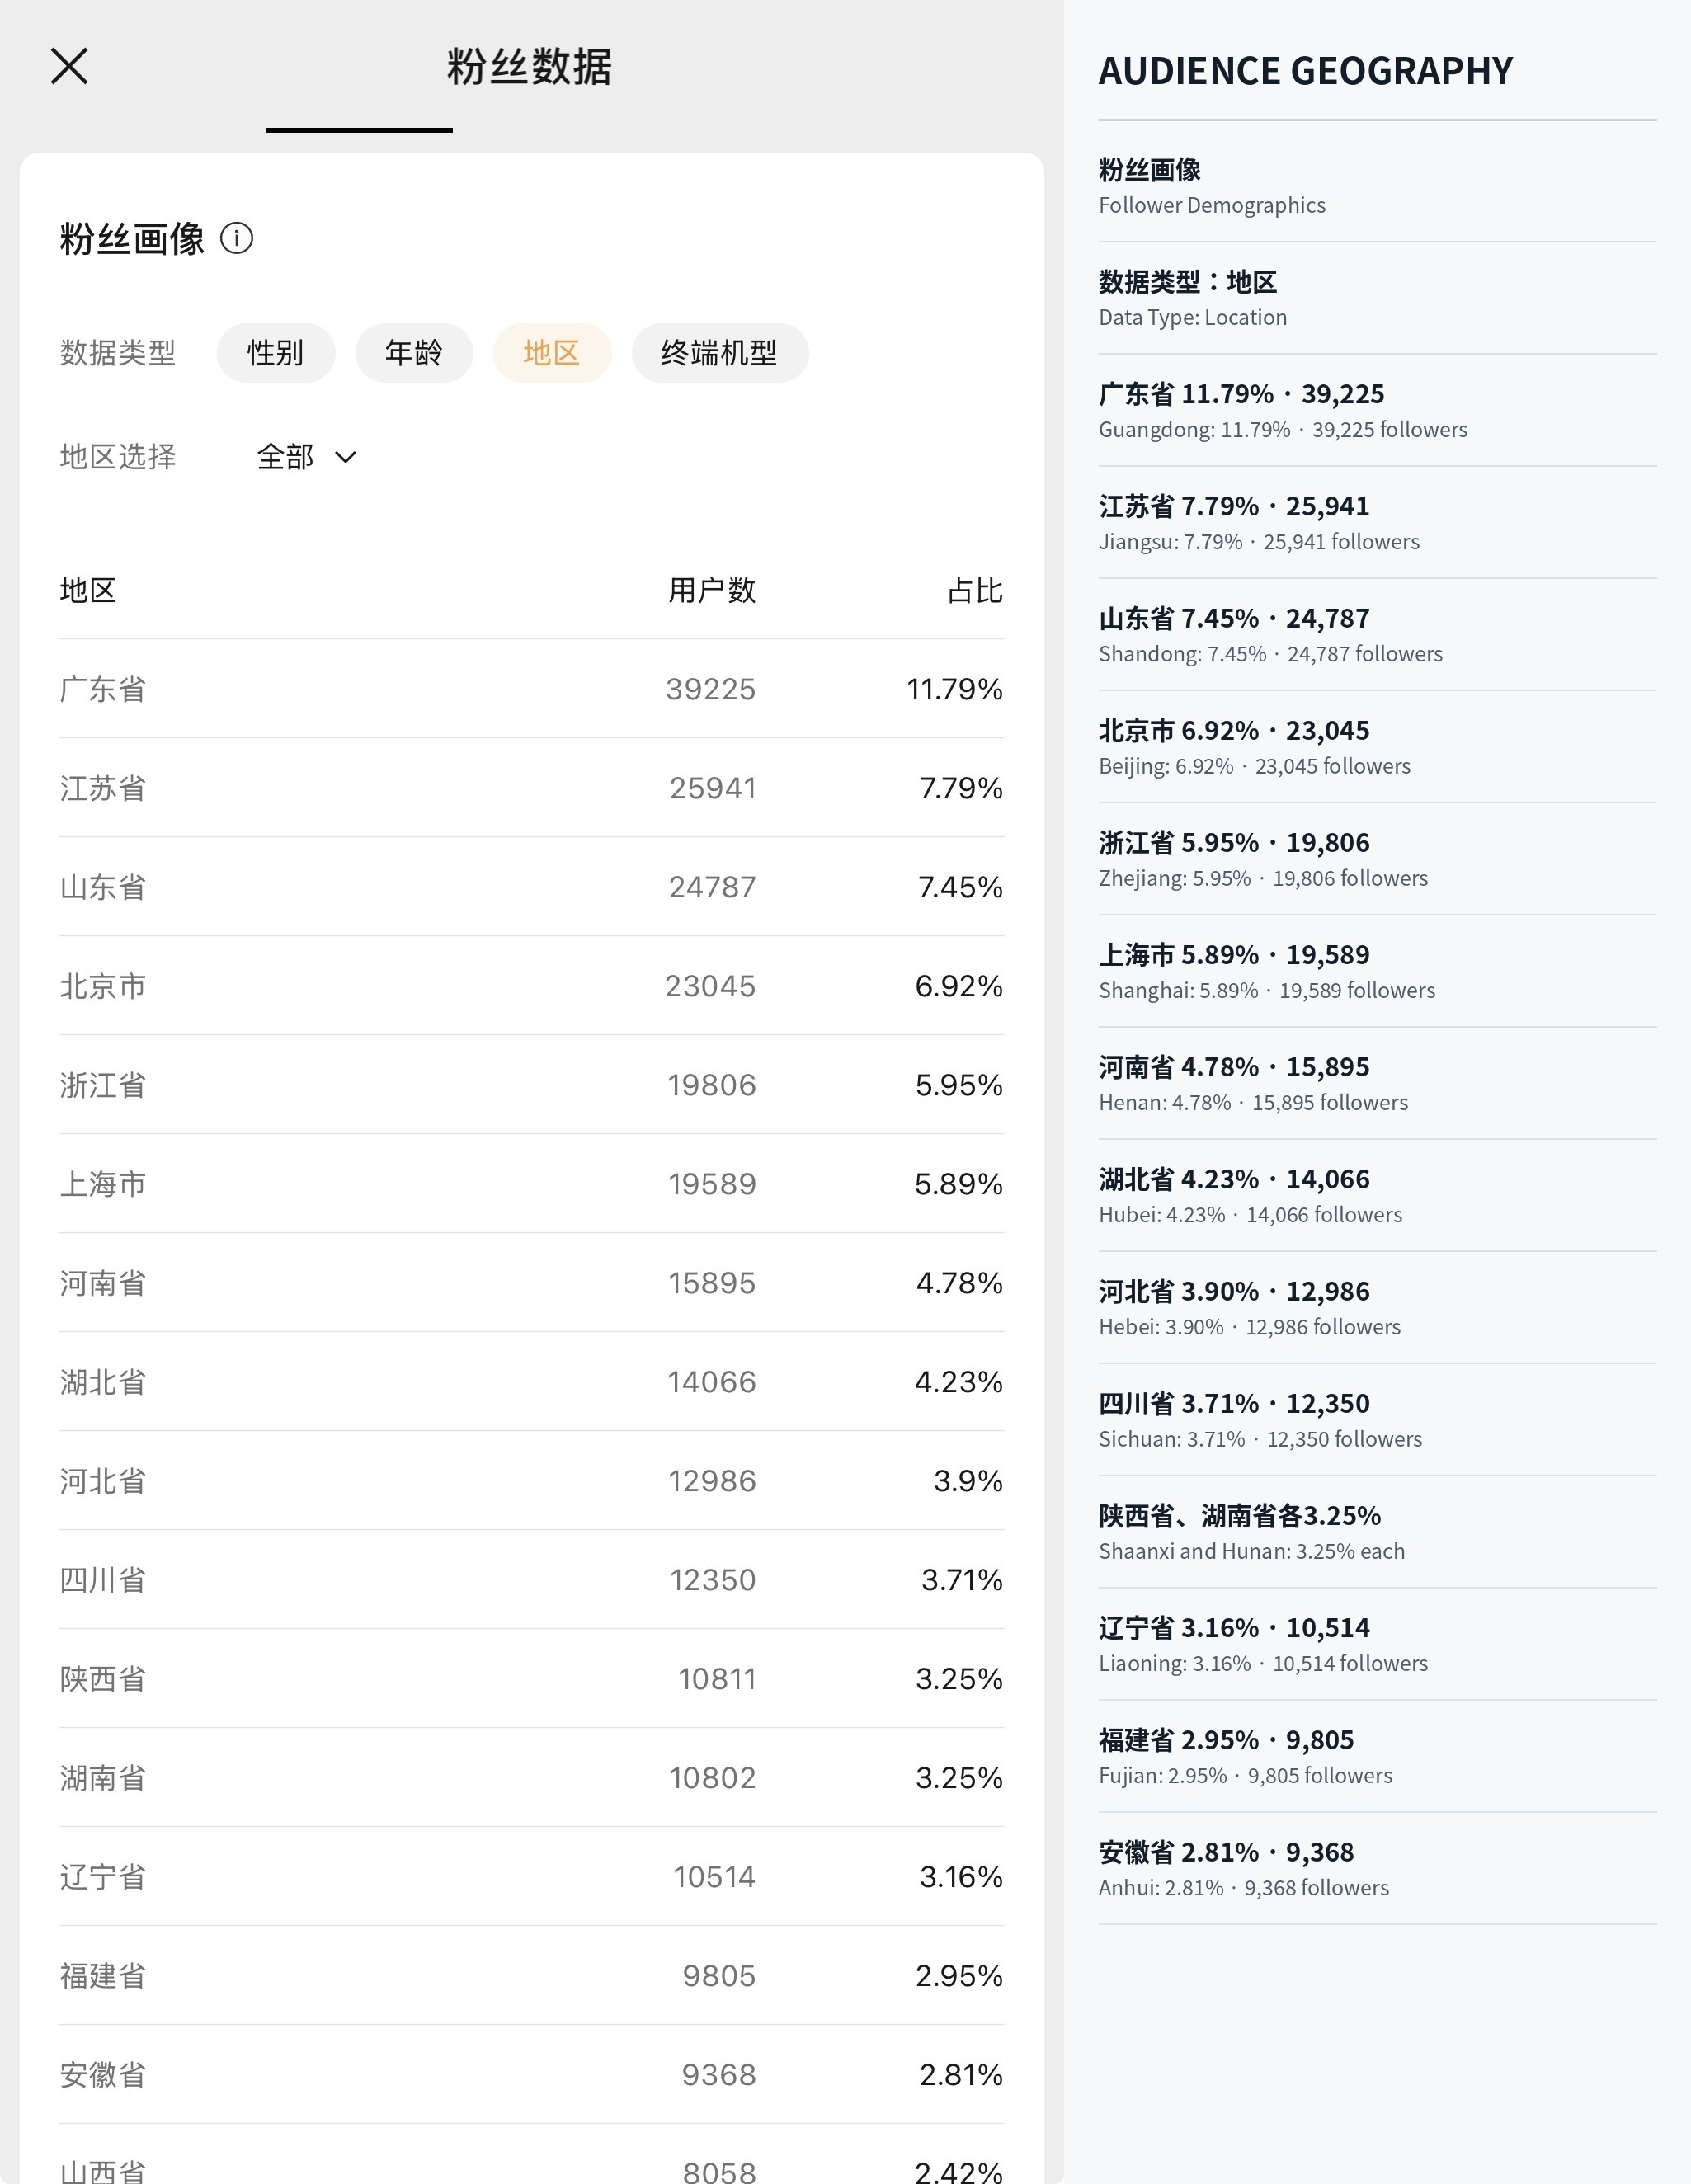 粉丝数据
粉丝画像
数据类型 性别 年龄 地区 终端机型
地区选择 全部
地区 用户数 占比
广东省 39225 11.79%
江苏省 25941 7.79%
山东省 24787 7.45%
北京市 23045 6.92%
浙江省 19806 5.95%
上海市 19589 5.89%
河南省 15895 4.78%
湖北省 14066 4.23%
河北省 12986 3.9%
四川省 12350 3.71%
陕西省 10811 3.25%
湖南省 10802 3.25%
辽宁省 10514 3.16%
福建省 9805 2.95%
安徽省 9368 2.81%
山西省 8058 2.42%
AUDIENCE GEOGRAPHY
粉丝画像
Follower Demographics
数据类型：地区
Data Type: Location
广东省 11.79% · 39,225
Guangdong: 11.79% · 39,225 followers
江苏省 7.79% · 25,941
Jiangsu: 7.79% · 25,941 followers
山东省 7.45% · 24,787
Shandong: 7.45% · 24,787 followers
北京市 6.92% · 23,045
Beijing: 6.92% · 23,045 followers
浙江省 5.95% · 19,806
Zhejiang: 5.95% · 19,806 followers
上海市 5.89% · 19,589
Shanghai: 5.89% · 19,589 followers
河南省 4.78% · 15,895
Henan: 4.78% · 15,895 followers
湖北省 4.23% · 14,066
Hubei: 4.23% · 14,066 followers
河北省 3.90% · 12,986
Hebei: 3.90% · 12,986 followers
四川省 3.71% · 12,350
Sichuan: 3.71% · 12,350 followers
陕西省、湖南省各3.25%
Shaanxi and Hunan: 3.25% each
辽宁省 3.16% · 10,514
Liaoning: 3.16% · 10,514 followers
福建省 2.95% · 9,805
Fujian: 2.95% · 9,805 followers
安徽省 2.81% · 9,368
Anhui: 2.81% · 9,368 followers